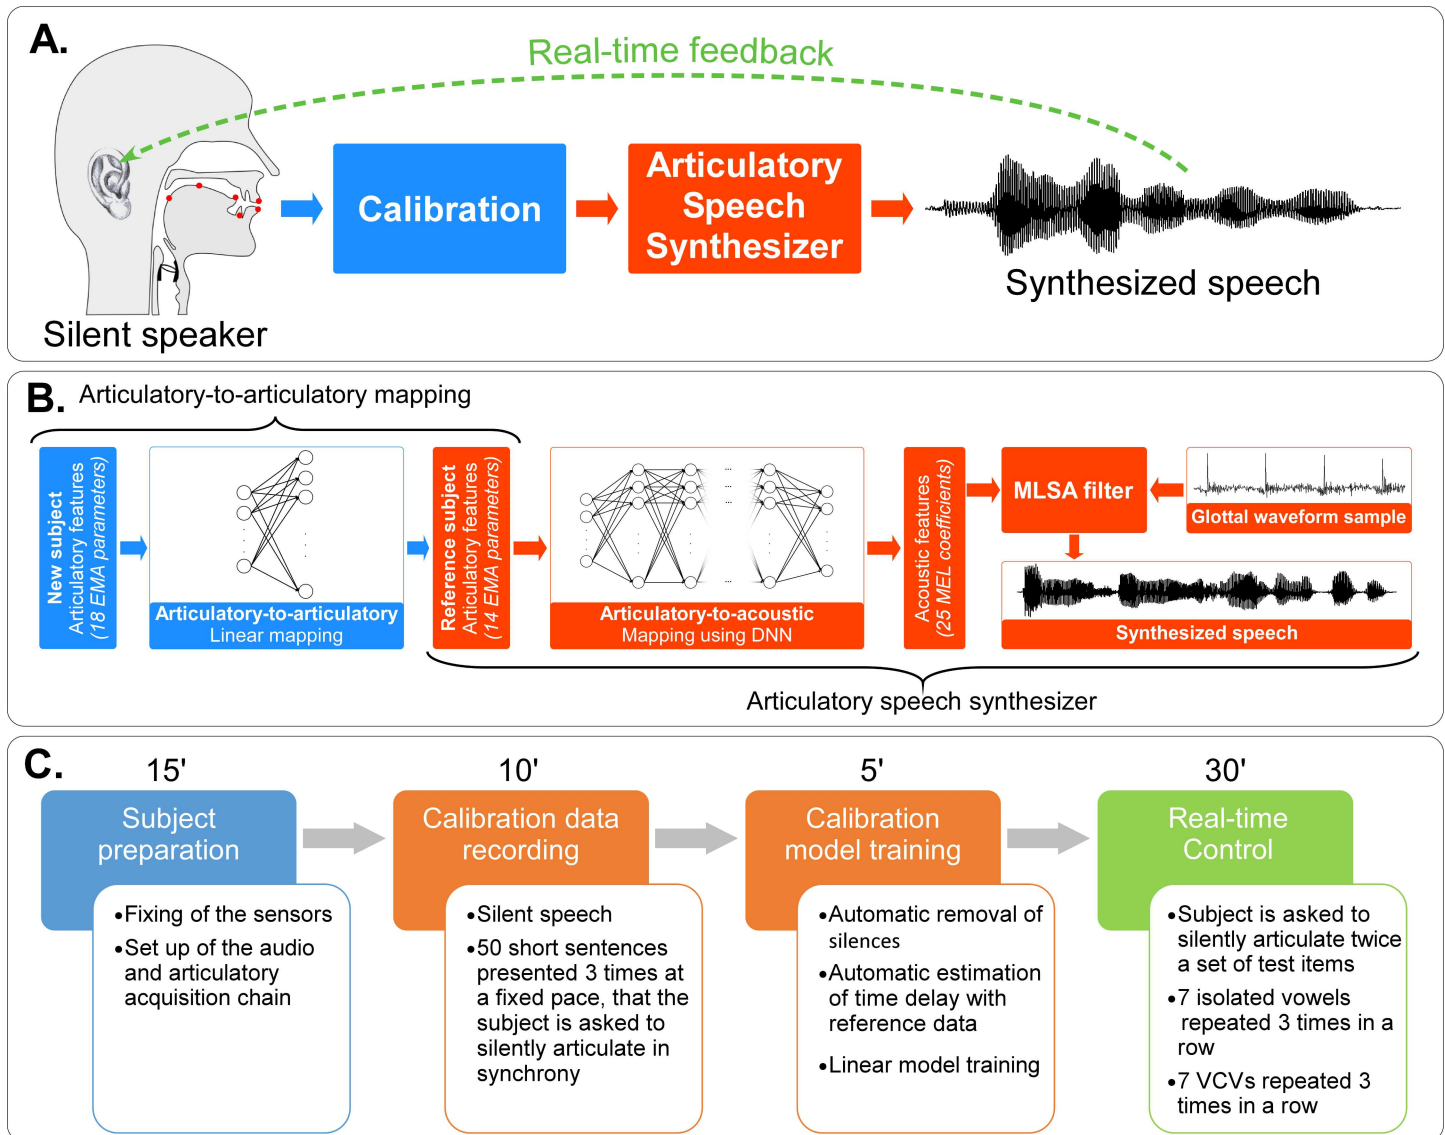 A.
Real-time feedback
Calibration
Articulatory
Speech
Synthesizer
Synthesized speech
Silent speaker
B.
Articulatory-to-articulatory mapping
New subject
Articulatory features
(18 EMA parameters)
Articulatory-to-articulatory
Linear mapping
Reference subject
Articulatory features
(14 EMA parameters)
...
...
...
...
Articulatory-to-acoustic
Mapping using DNN
Acoustic features
(25 MEL coefficients)
MLSA filter
Glottal waveform sample
Synthesized speech
Articulatory speech synthesizer
C.
15'
Subject
preparation
•Fixing of the sensors
•Set up of the audio
and articulatory
acquisition chain
10'
Calibration data
recording
•Silent speech
•50 short sentences
presented 3 times at
a fixed pace, that the
subject is asked to
silently articulate in
synchrony
5'
Calibration
model training
•Automatic removal of
silences
•Automatic estimation
of time delay with
reference data
•Linear model training
30'
Real-time
Control
•Subject is asked to
silently articulate twice
a set of test items
•7 isolated vowels
repeated 3 times in a
row
•7 VCVs repeated 3
times in a row